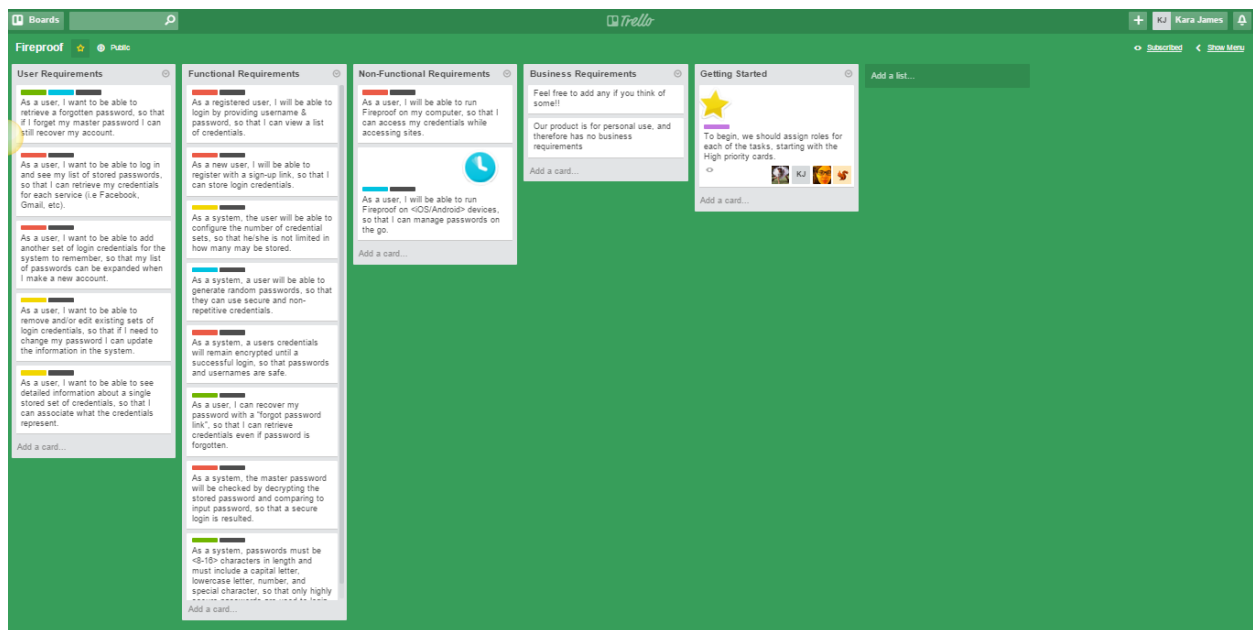 Boards
Trello
KJ Kara James
Fireproof
Public
Subscribed
Show Menu
User Requirements
As a user, I want to be able to
retrieve a forgotten password, so that
if I forget my master password I can
still recover my account.
As a user, I want to be able to log in
and see my list of stored passwords,
so that I can retrieve my credentials
for each service (i.e Facebook,
Gmail, etc).
As a user, I want to be able to add
another set of login credentials for the
system to remember, so that my list
of passwords can be expanded when
I make a new account.
As a user, I want to be able to
remove and/or edit existing sets of
login credentials, so that if I need to
change my password I can update
the information in the system.
As a user, I want to be able to see
detailed information about a single
stored set of credentials, so that I
can associate what the credentials
represent.
Add a card...
Functional Requirements
As a registered user, I will be able to
login by providing username &
password, so that I can view a list
of credentials.
As a new user, I will be able to
register with a sign-up link, so that I
can store login credentials.
As a system, the user will be able to
configure the number of credential
sets, so that he/she is not limited in
how many may be stored.
As a system, a user will be able to
generate random passwords, so that
they can use secure and non-
repetitive credentials.
As a system, a users credentials
will remain encrypted until a
successful login, so that passwords
and usernames are safe.
As a user, I can recover my
password with a "forgot password
link", so that I can retrieve
credentials even if password is
forgotten.
As a system, the master password
will be checked by decrypting the
stored password and comparing to
input password, so that a secure
login is resulted.
As a system, passwords must be
<8-16> characters in length and
must include a capital letter,
lowercase letter, number, and
special character, so that only highly
secure passwords are used to login
Add a card...
Non-Functional Requirements
As a user, I will be able to run
Fireproof on my computer, so that I
can access my credentials while
accessing sites.
As a user, I will be able to run
Fireproof on <iOS/Android> devices,
so that I can manage passwords on
the go.
Add a card...
Business Requirements
Feel free to add any if you think of
some!!
Our product is for personal use, and
therefore has no business
requirements
Add a card...
Getting Started
To begin, we should assign roles for
each of the tasks, starting with the
High priority cards.
KJ
Add a card...
Add a list...